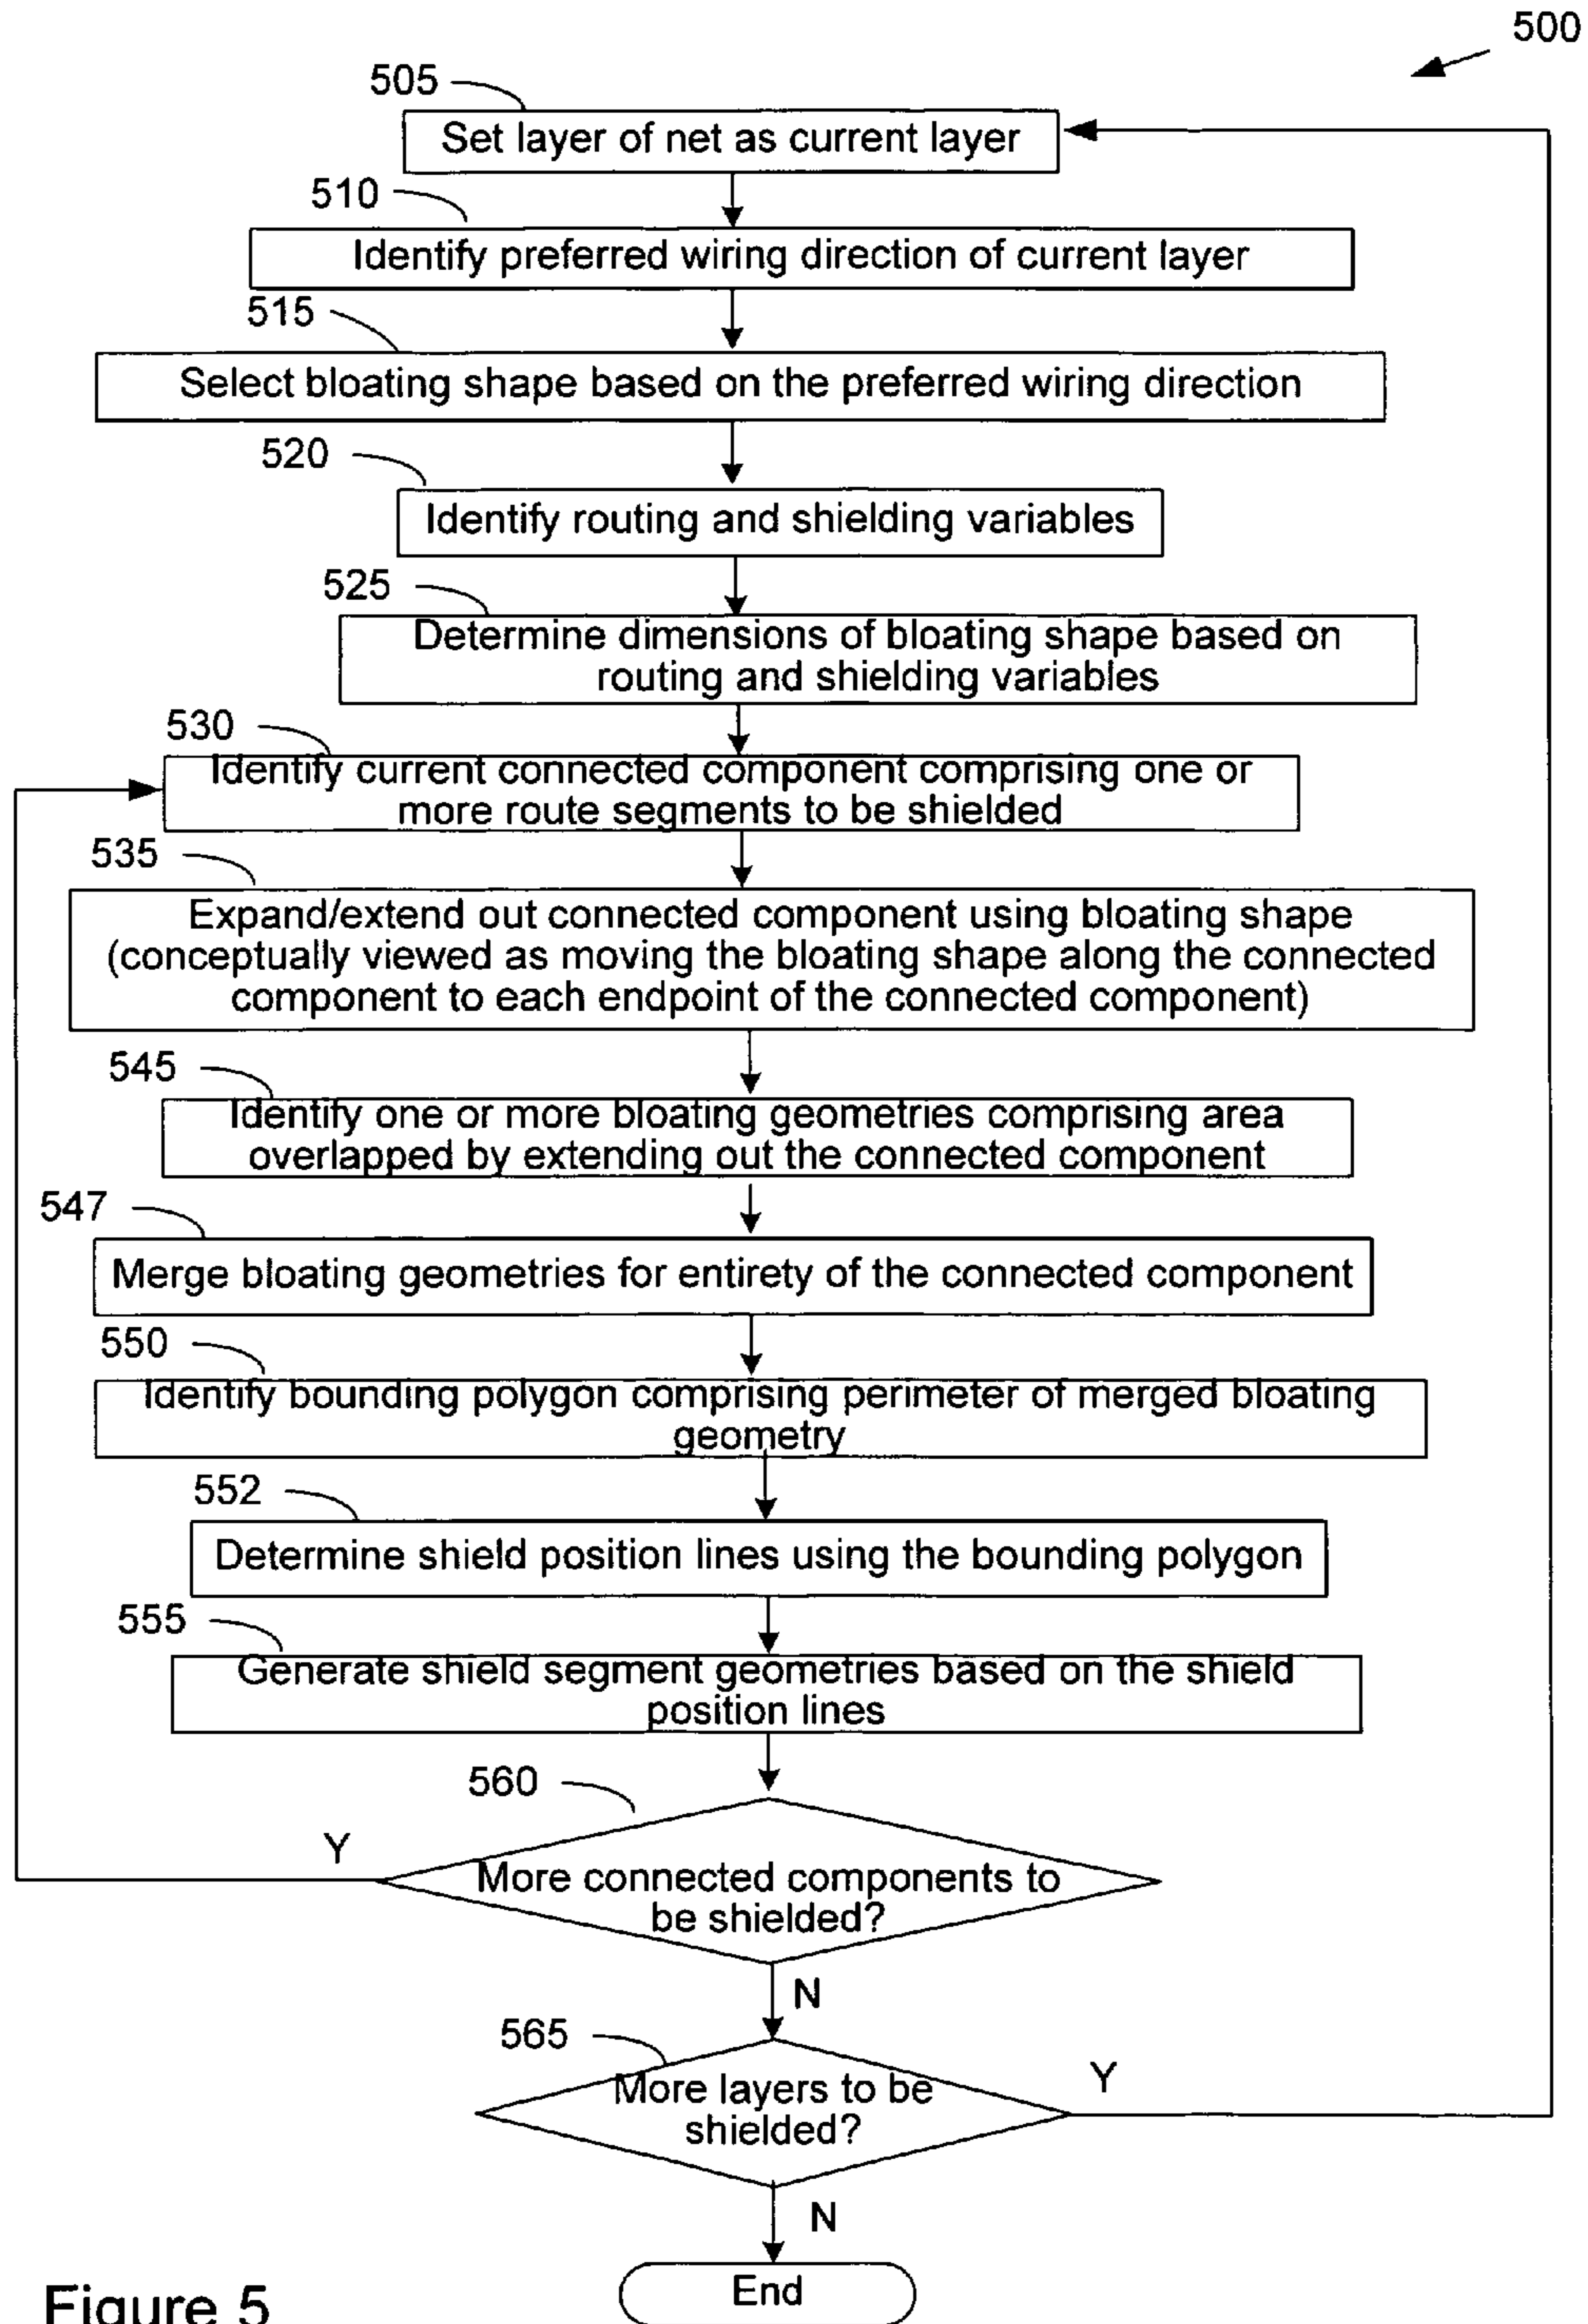 500
505
Set layer of net as current layer
510
Identify preferred wiring direction of current layer
515
Select bloating shape based on the preferred wiring direction
520
Identify routing and shielding variables
525
Determine dimensions of bloating shape based on
routing and shielding variables
530
Identify current connected component comprising one or
more route segments to be shielded
535
Expand/extend out connected component using bloating shape
(conceptually viewed as moving the bloating shape along the connected
component to each endpoint of the connected component)
545
Identify one or more bloating geometries comprising area
overlapped by extending out the connected component
547
Merge bloating geometries for entirety of the connected component
550
Identify bounding polygon comprising perimeter of merged bloating
geometry
552
Determine shield position lines using the bounding polygon
555
Generate shield segment geometries based on the shield
position lines
560
Y
More connected components to
be shielded?
N
565
More layers to be
shielded?
Y
N
End
Figure 5